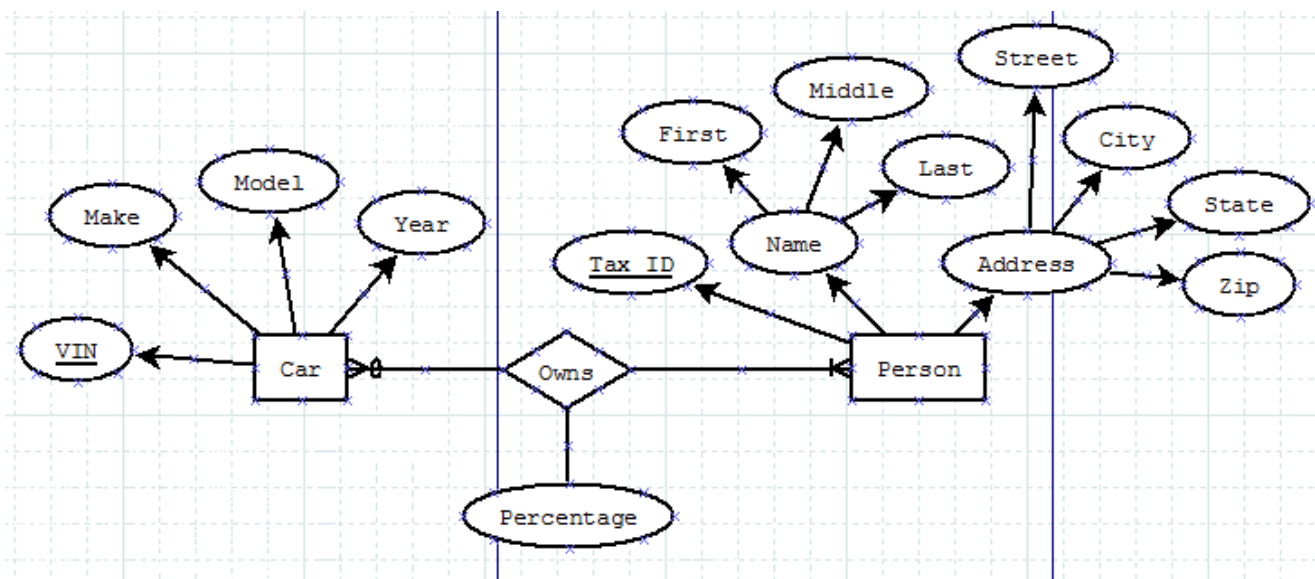 Street
Middle
First
City
Last
Model
Make
Year
State
Name
Tax ID
Address
Zip
VIN
Car
Owns
Person
Percentage